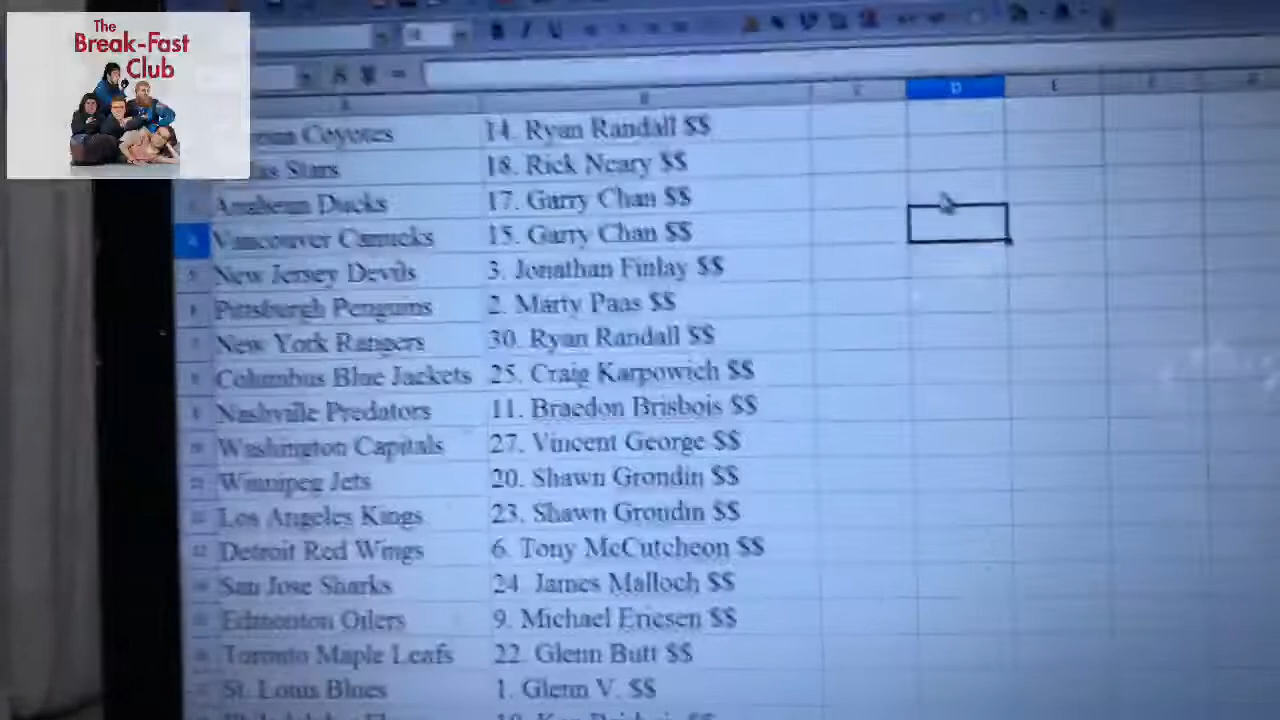 The
Break-Fast
Club
Coyotes 14. Ryan Randall $$
Stars 18. Rick Neary $$
Anaheim Ducks 17. Garry Chan $$
Vancouver Canucks 15. Garry Chan $$
New Jersey Devils 3. Jonathan Finlay $$
Pittsburgh Penguins 2. Marty Paas $$
New York Rangers 30. Ryan Randall $$
Columbus Blue Jackets 25. Craig Karpowich $$
Nashville Predators 11. Braedon Brisbois $$
Washington Capitals 27. Vincent George $$
Winnipeg Jets 20. Shawn Grondin $$
Los Angeles Kings 23. Shawn Grondin $$
Detroit Red Wings 6. Tony McCutcheon $$
San Jose Sharks 24. James Malloch $$
Edmonton Oilers 9. Michael Ericsen $$
Toronto Maple Leafs 22. Glenn Butt $$
St. Louis Blues 1. Glenn V. $$